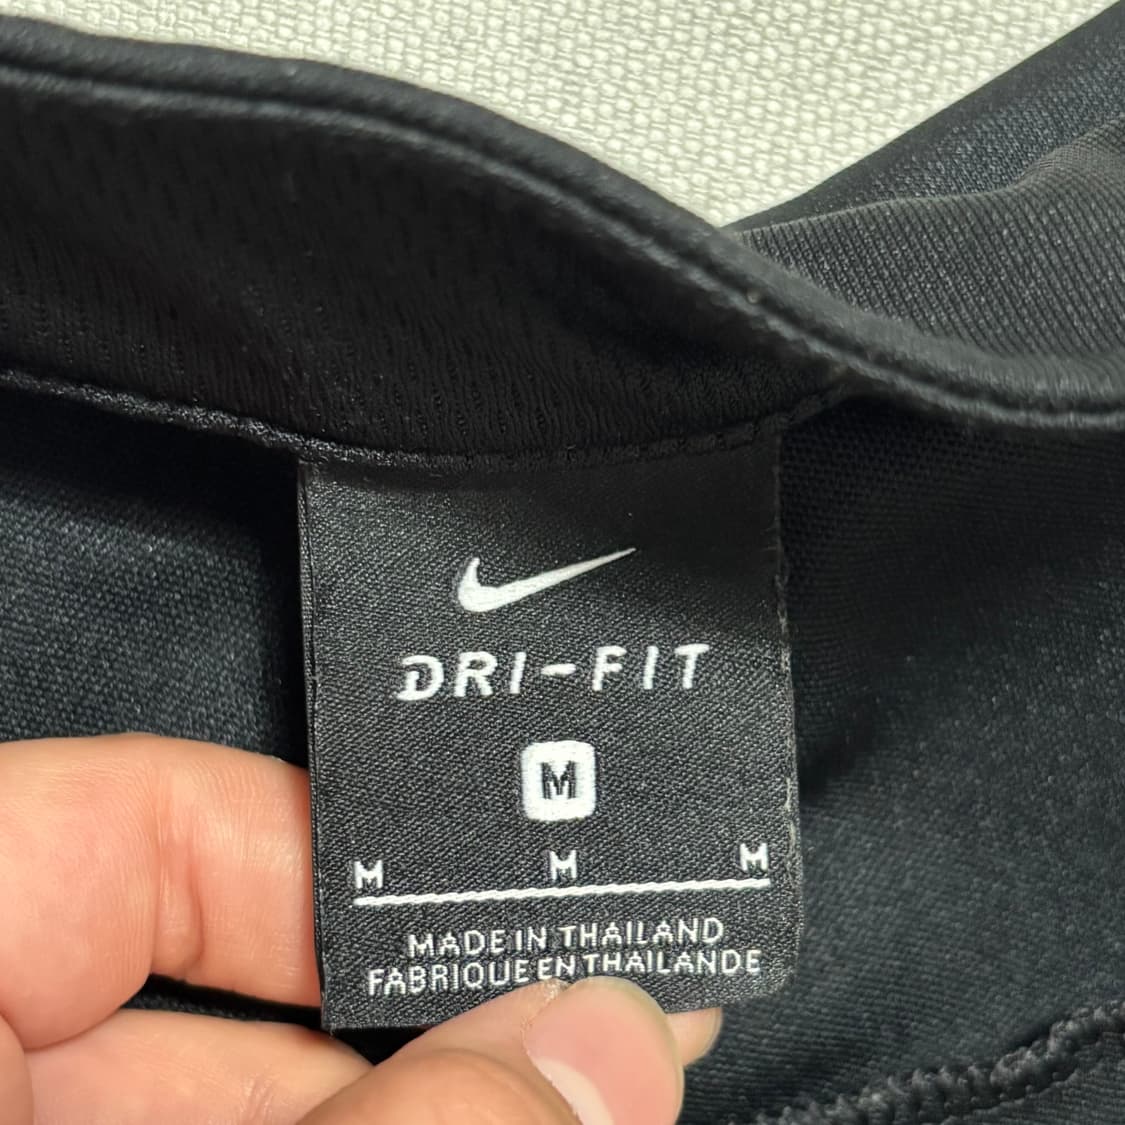 DRI-FIT
M
M M M
MADE IN THAILAND
FABRIQUE EN THAILANDE